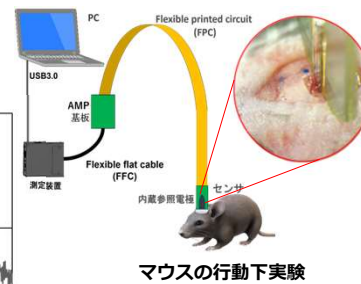 PC
Flexible printed circuit
(FPC)
USB3.0
AMP
基板
Flexible flat cable
(FFC)
測定装置
センサ
内蔵参照電極
マウスの行動下実験